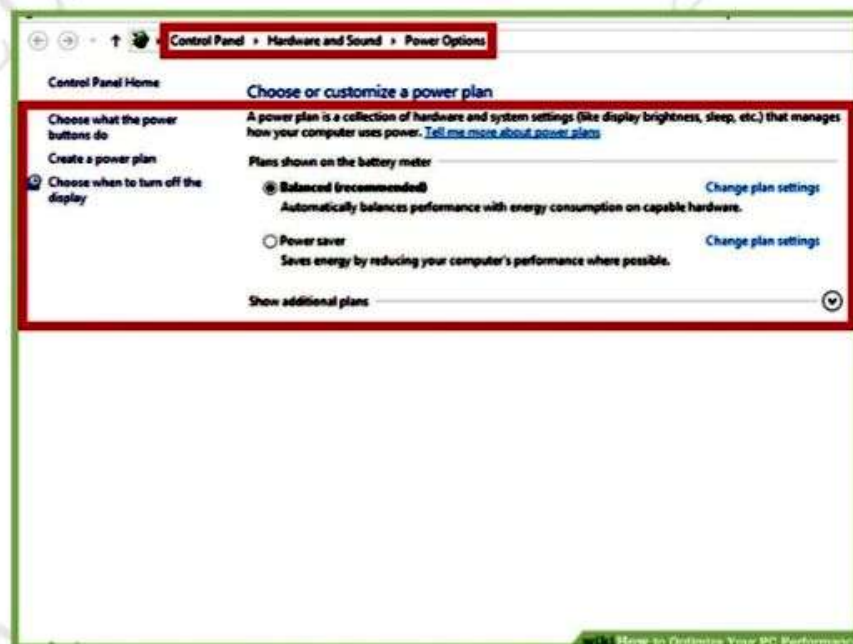 Control Panel ▸ Hardware and Sound ▸ Power Options
Control Panel Home
Choose what the power
buttons do
Create a power plan
Choose when to turn off the
display
Choose or customize a power plan
A power plan is a collection of hardware and system settings (like display brightness, sleep, etc.) that manages
how your computer uses power. Tell me more about power plans
Plans shown on the battery meter
Balanced (recommended) Change plan settings
Automatically balances performance with energy consumption on capable hardware.
Power saver Change plan settings
Saves energy by reducing your computer's performance where possible.
Show additional plans
wikiHow to Optimize Your PC Performance